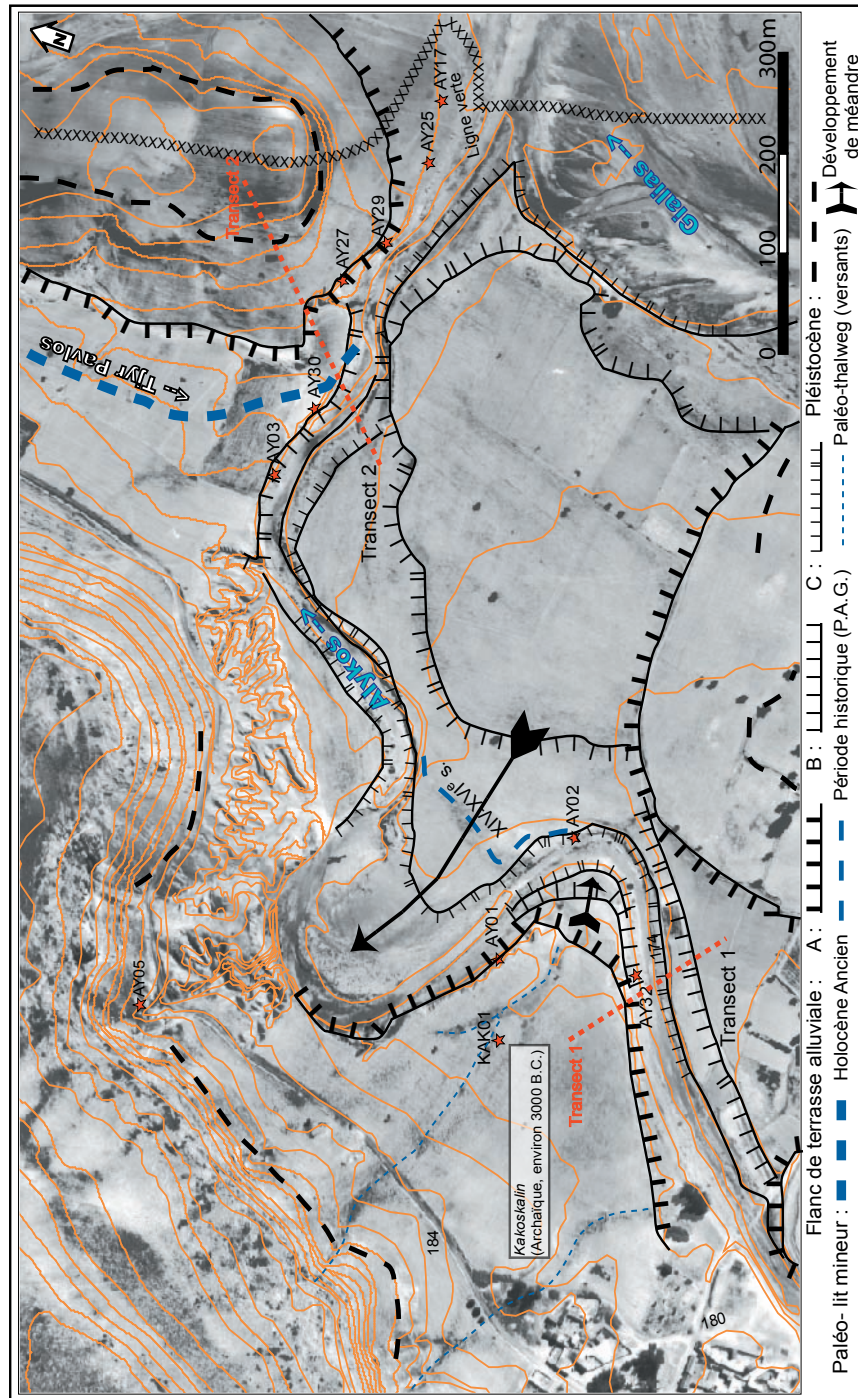 N
AY05
184
180
Kakoskalin
(Archaïque, environ 3000 B.C.)
KAK01
AY01
Transect 1
AY32
174
Transect 1
AY02
XIV/XVIᵉ s.
Alykos -->
AY03
AY30
<-- Tjyr Pavlos
Transect 2
Transect 2
AY27
AY29
AY25
AY17
Ligne verte
Gialias -->
0 100 200 300m
Flanc de terrasse alluviale : A : B : C : Pléistocène :
Paléo- lit mineur : Holocène Ancien Période historique (P.A.G.) Paléo-thalweg (versants) Développement
de méandre